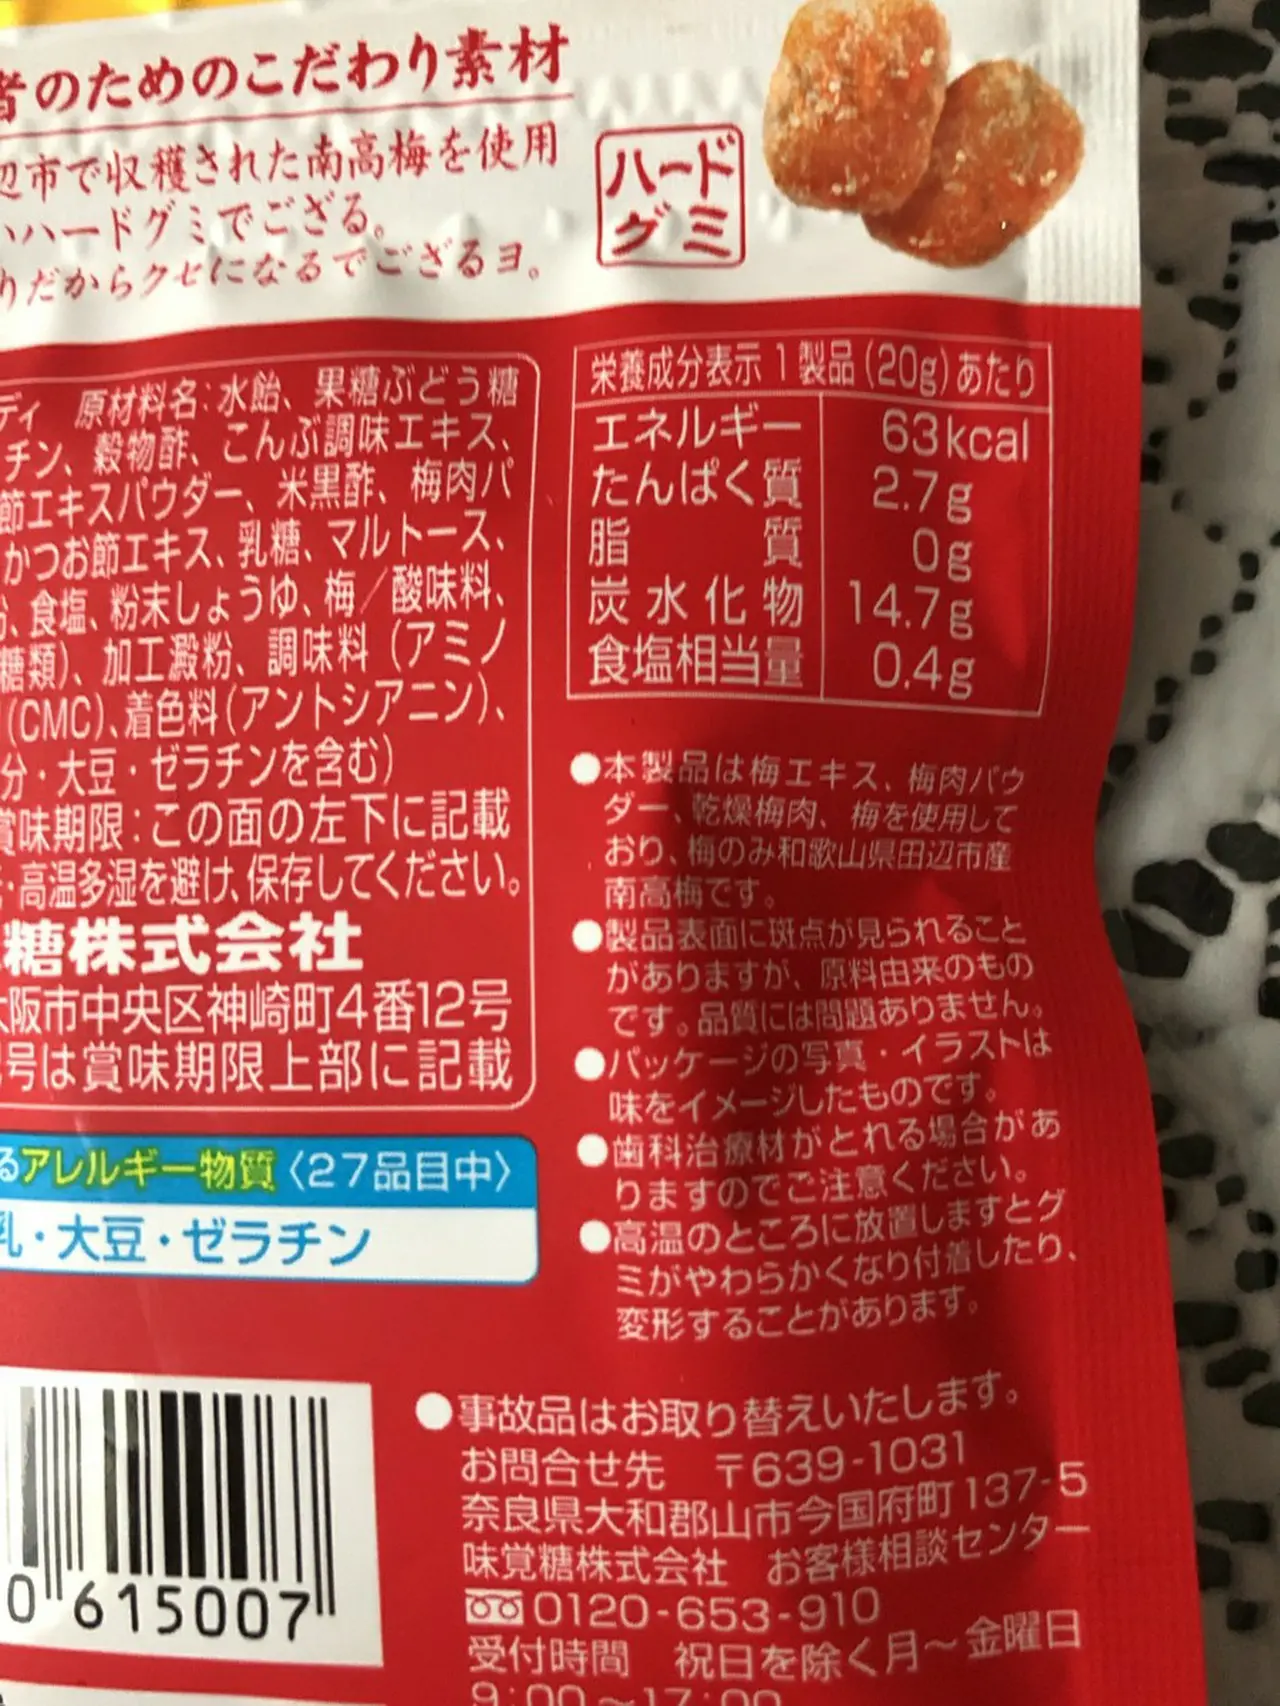 者のためのこだわり素材
辺市で収穫された南高梅を使用
いハードグミでござる。
りだからクセになるでござるヨ。
ハード
グミ
ディ 原材料名：水飴、果糖ぶどう糖
チン、穀物酢、こんぶ調味エキス、
節エキスパウダー、米黒酢、梅肉パ
かつお節エキス、乳糖、マルトース、
、食塩、粉末しょうゆ、梅／酸味料、
糖類)、加工澱粉、調味料（アミノ
(CMC)、着色料(アントシアニン)、
分・大豆・ゼラチンを含む)
賞味期限：この面の左下に記載
：高温多湿を避け、保存してください。
糖株式会社
大阪市中央区神崎町4番12号
号は賞味期限上部に記載
るアレルギー物質〈27品目中〉
乳・大豆・ゼラチン
栄養成分表示 1製品(20g)あたり
エネルギー 63kcal
たんぱく質 2.7g
脂質 0g
炭水化物 14.7g
食塩相当量 0.4g
●本製品は梅エキス、梅肉パウ
ダー、乾燥梅肉、梅を使用して
おり、梅のみ和歌山県田辺市産
南高梅です。
●製品表面に斑点が見られること
がありますが、原料由来のもの
です。品質には問題ありません。
●パッケージの写真・イラストは
味をイメージしたものです。
●歯科治療材がとれる場合があ
りますのでご注意ください。
●高温のところに放置しますとグ
ミがやわらかくなり付着したり、
変形することがあります。
●事故品はお取り替えいたします。
お問合せ先 〒639-1031
奈良県大和郡山市今国府町137-5
味覚糖株式会社 お客様相談センター
0120-653-910
受付時間 祝日を除く月～金曜日
9:00～17:00
0 615007